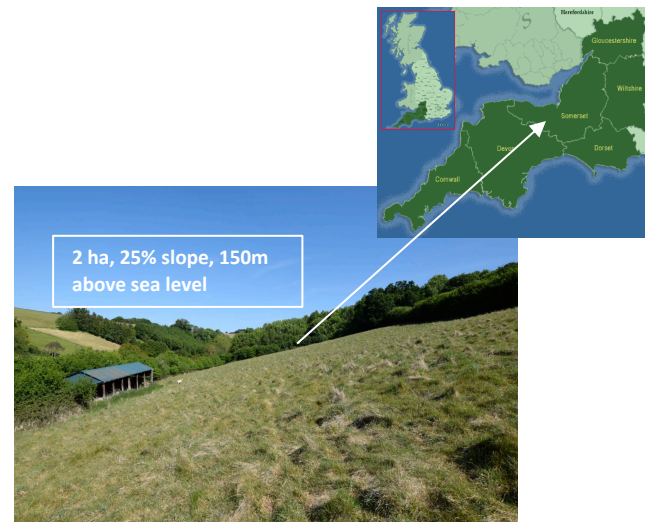 Herefordshire
S
Gloucestershire
Wiltshire
Somerset
Devon
Dorset
Cornwall
2 ha, 25% slope, 150m
above sea level